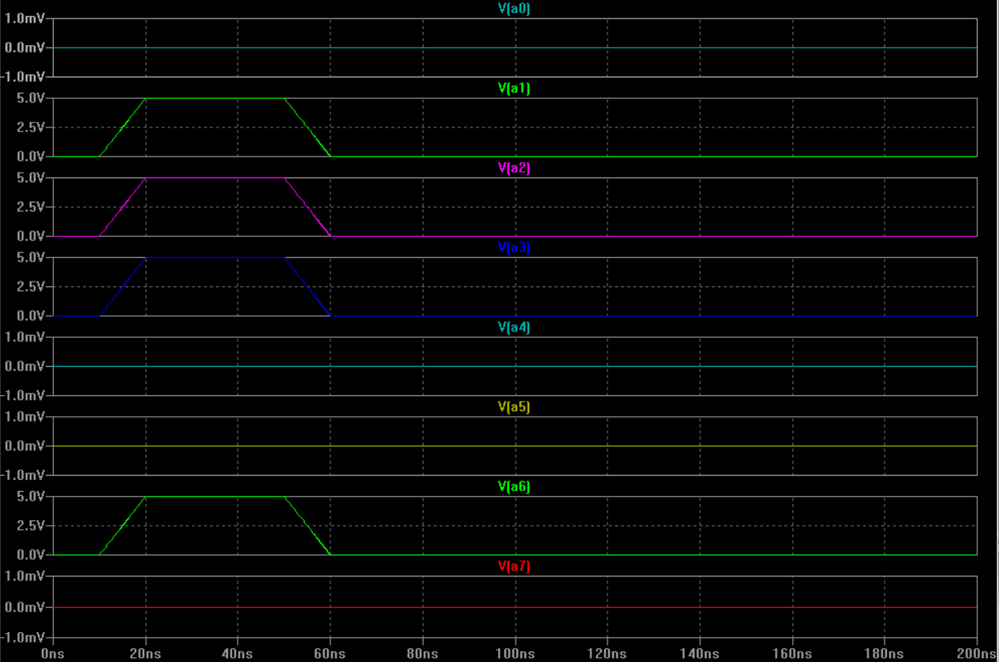 V(a0)
1.0mV
0.0mV
-1.0mV
V(a1)
5.0V
2.5V
0.0V
V(a2)
5.0V
2.5V
0.0V
V(a3)
5.0V
2.5V
0.0V
V(a4)
1.0mV
0.0mV
-1.0mV
V(a5)
1.0mV
0.0mV
-1.0mV
V(a6)
5.0V
2.5V
0.0V
V(a7)
1.0mV
0.0mV
-1.0mV
0ns 20ns 40ns 60ns 80ns 100ns 120ns 140ns 160ns 180ns 200ns